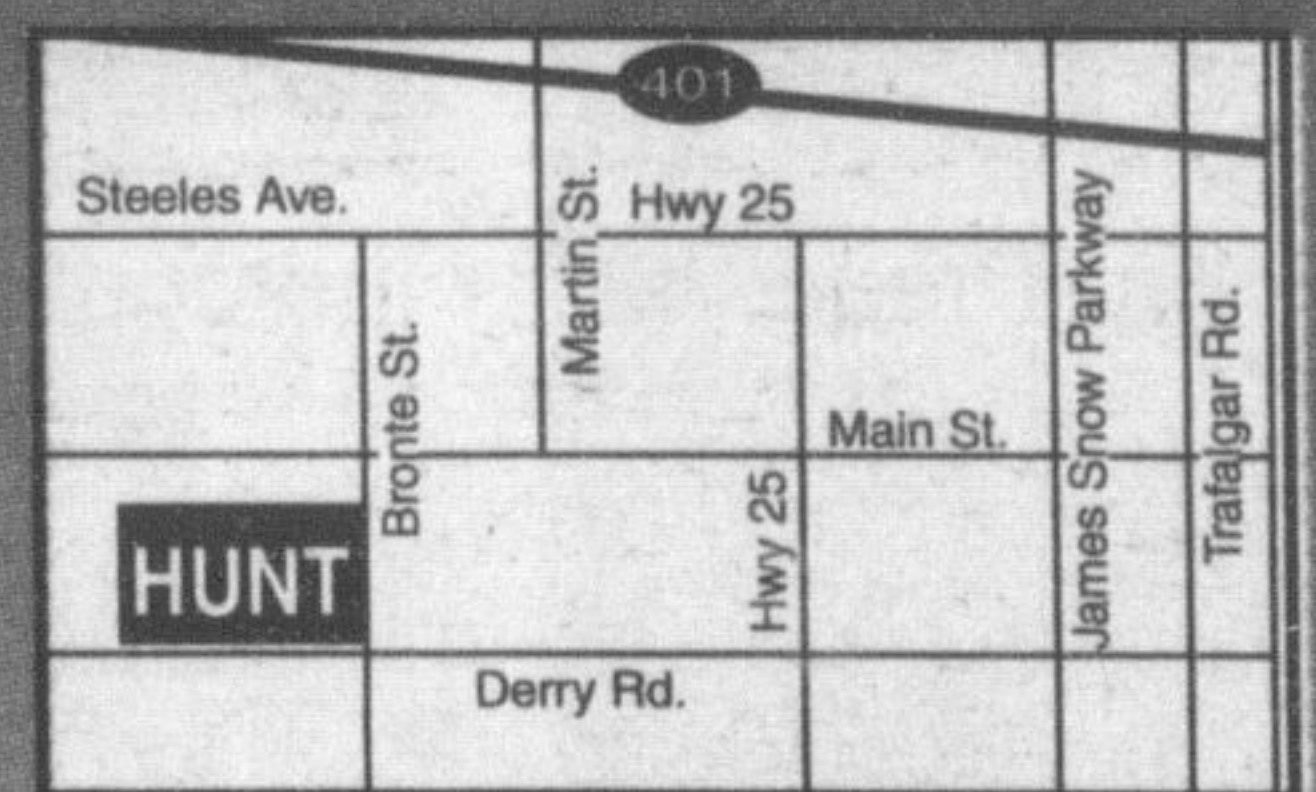 401
Steeles Ave.
Martin St.
Hwy 25
James Snow Parkway
Trafalgar Rd.
Bronte St.
Main St.
Hwy 25
HUNT
Derry Rd.